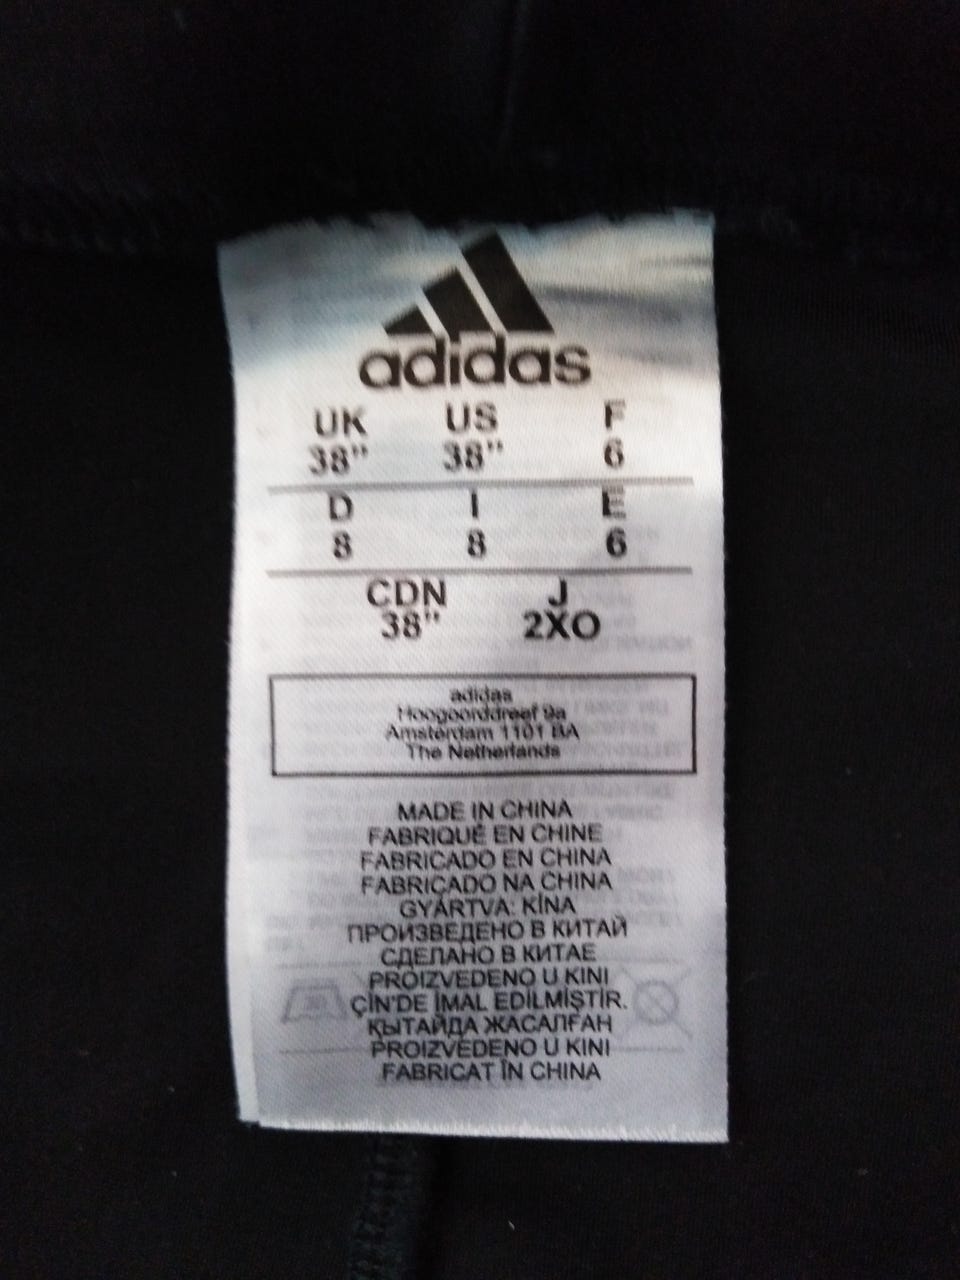 adidas
UK US F
38" 38" 6
D I E
8 8 6
CDN J
38" 2XO
adidas
Hoogoorddreef 9a
Amsterdam 1101 BA
The Netherlands
MADE IN CHINA
FABRIQUÉ EN CHINE
FABRICADO EN CHINA
FABRICADO NA CHINA
GYÁRTVA: KÍNA
ПРОИЗВЕДЕНО В КИТАЙ
СДЕЛАНО В КИТАЕ
PROIZVEDENO U KINI
ÇİN'DE İMAL EDİLMİŞTİR.
ҚЫТАЙДА ЖАСАЛҒАН
PROIZVEDENO U KINI
FABRICAT ÎN CHINA